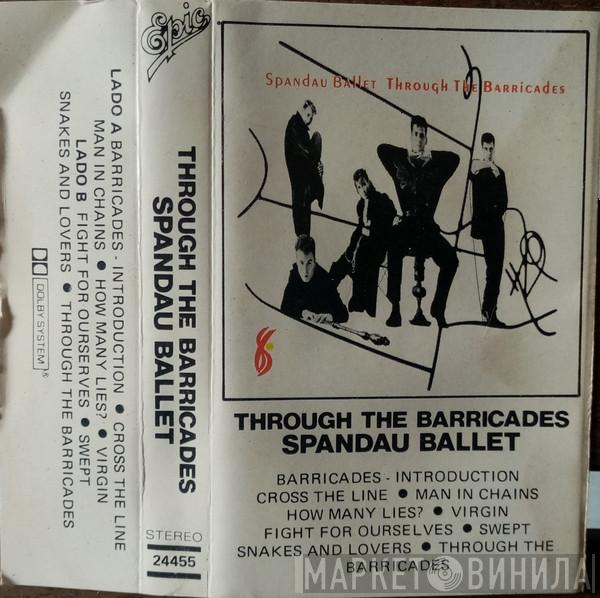 LADO A BARRICADES - INTRODUCTION ● CROSS THE LINE
MAN IN CHAINS ● HOW MANY LIES? ● VIRGIN
LADO B FIGHT FOR OURSERVES ● SWEPT
SNAKES AND LOVERS ● THROUGH THE BARRICADES
DOLBY SYSTEM ®
Epic
THROUGH THE BARRICADES
SPANDAU BALLET
STEREO
24455
Spandau Ballet Through The Barricades
THROUGH THE BARRICADES
SPANDAU BALLET
BARRICADES - INTRODUCTION
CROSS THE LINE ● MAN IN CHAINS
HOW MANY LIES? ● VIRGIN
FIGHT FOR OURSELVES ● SWEPT
SNAKES AND LOVERS ● THROUGH THE
BARRICADES
МАРКЕТ ВИНИЛА